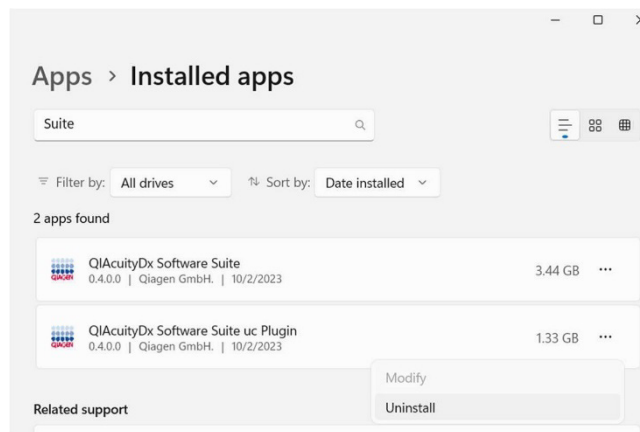 Apps > Installed apps
Suite
Filter by: All drives Sort by: Date installed
2 apps found
QIAcuityDx Software Suite
0.4.0.0 | Qiagen GmbH. | 10/2/2023
3.44 GB
QIAGEN
QIAcuityDx Software Suite uc Plugin
0.4.0.0 | Qiagen GmbH. | 10/2/2023
1.33 GB
QIAGEN
Modify
Uninstall
Related support